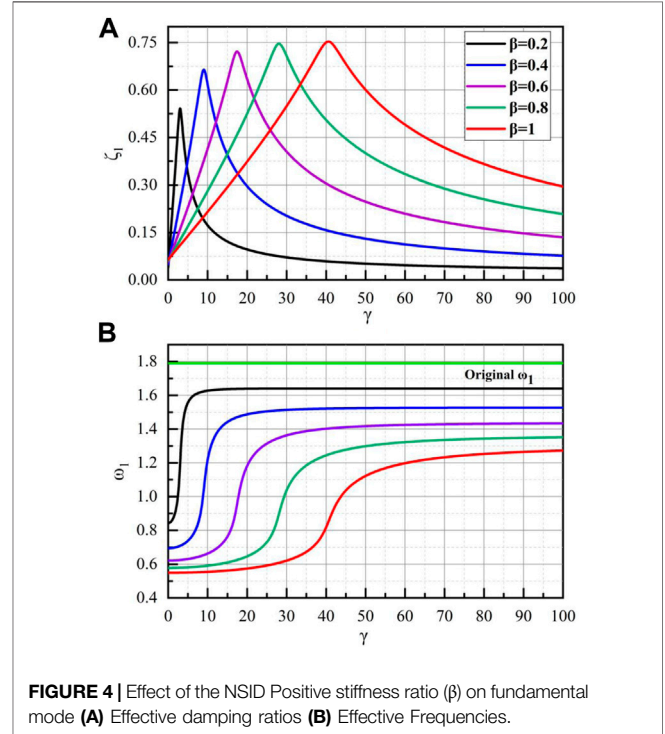 A
0.75
0.60
0.45
0.30
0.15
0.00
ζ1
β=0.2
β=0.4
β=0.6
β=0.8
β=1
0 10 20 30 40 50 60 70 80 90 100
γ
B
1.8
1.6
1.4
1.2
1.0
0.8
0.6
0.4
ω1
Original ω1
0 10 20 30 40 50 60 70 80 90 100
γ
FIGURE 4 | Effect of the NSID Positive stiffness ratio (β) on fundamental
mode (A) Effective damping ratios (B) Effective Frequencies.